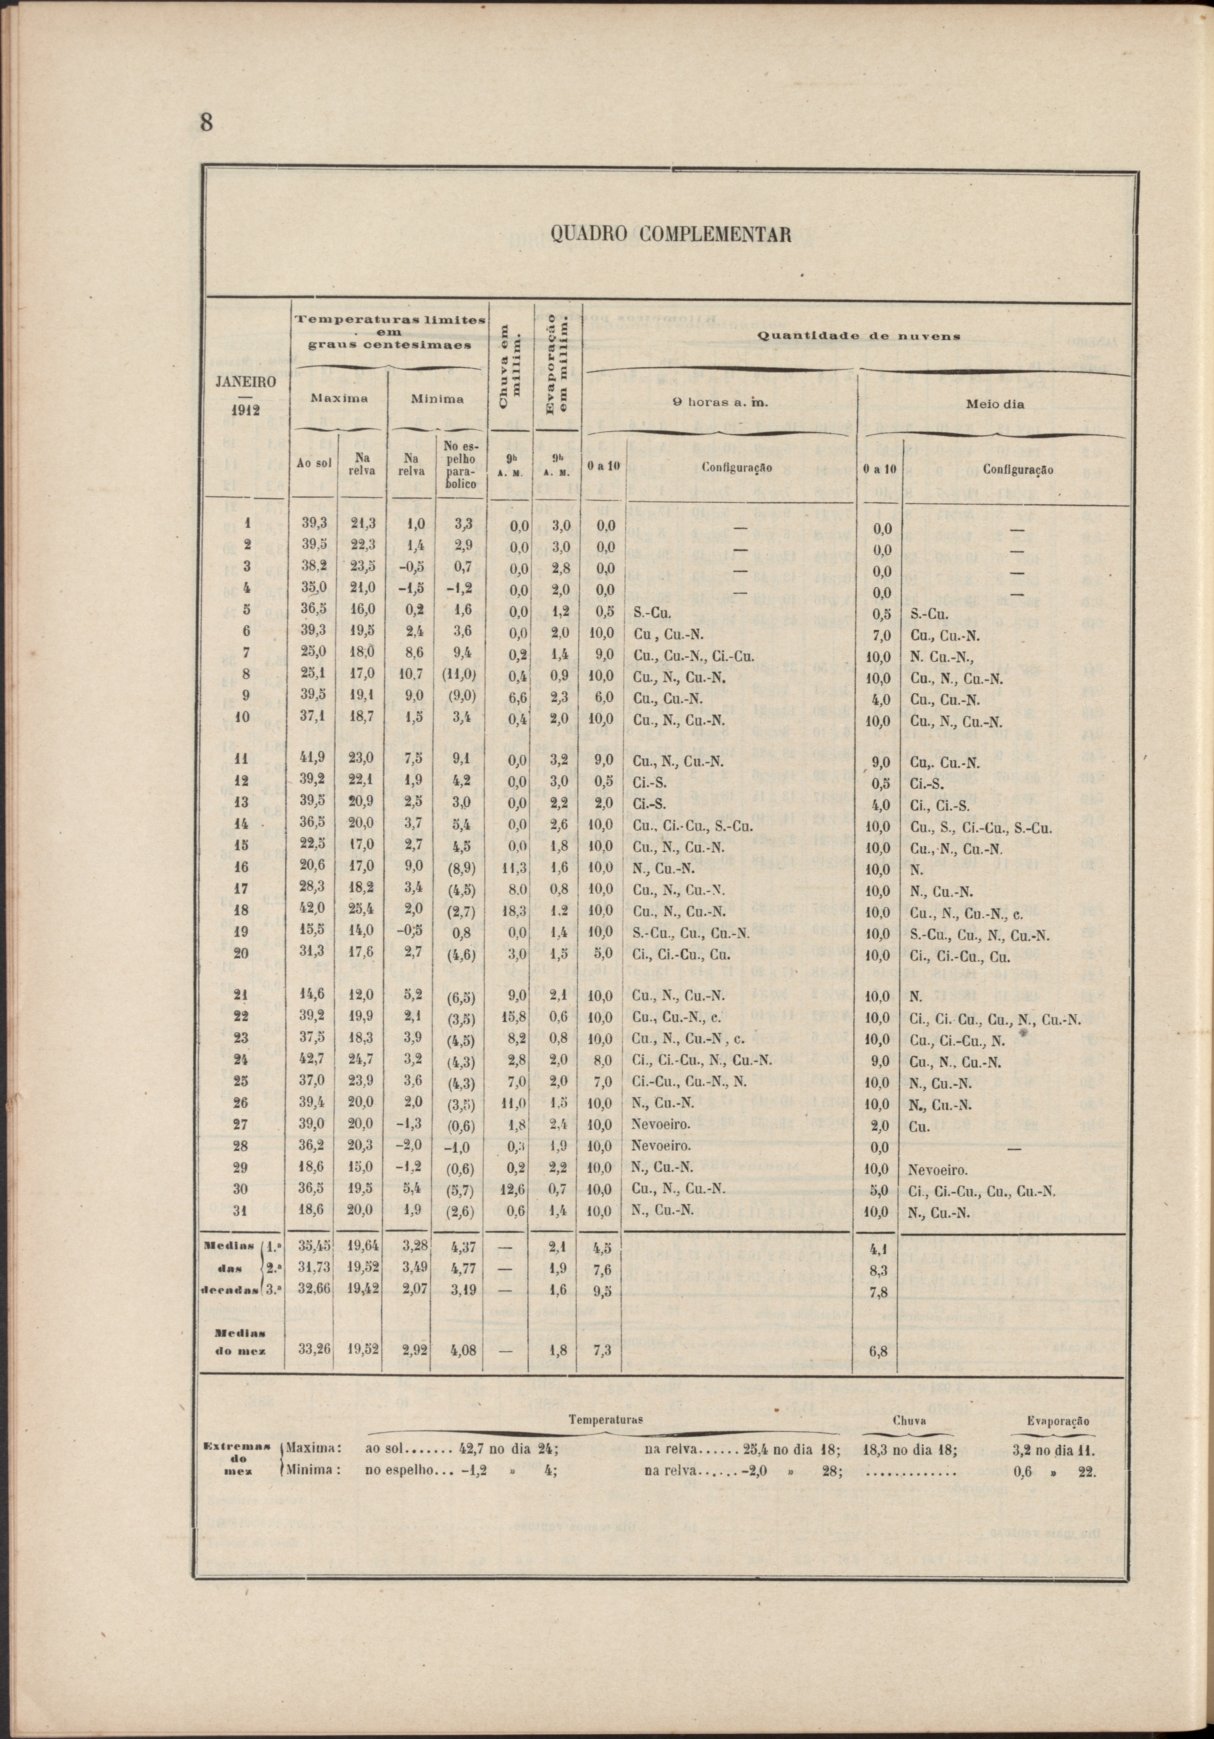 8
QUADRO COMPLEMENTAR
JANEIRO
—
1912
Temperaturas limites
em
graus centesimaes
Chuva em
millim.
Evaporação
em millim.
Quantidade de nuvens
Maxima
Minima
9 horas a. m.
Meio dia
Ao sol
Na
relva
Na
relva
No es-
pelho
para-
bolico
9h
A. M.
9h
A. M.
0 a 10
Configuração
0 a 10
Configuração
1 39,3 21,3 1,0 3,3 0,0 3,0 0,0 — 0,0 —
2 39,5 22,3 1,4 2,9 0,0 3,0 0,0 — 0,0 —
3 38,2 23,5 -0,5 0,7 0,0 2,8 0,0 — 0,0 —
4 35,0 21,0 -1,5 -1,2 0,0 2,0 0,0 — 0,0 —
5 36,5 16,0 0,2 1,6 0,0 1,2 0,5 S.-Cu. 0,5 S.-Cu.
6 39,3 19,5 2,4 3,6 0,0 2,0 10,0 Cu , Cu.-N. 7,0 Cu., Cu.-N.
7 25,0 18,0 8,6 9,4 0,2 1,4 9,0 Cu., Cu.-N., Ci.-Cu. 10,0 N. Cu.-N.,
8 25,1 17,0 10,7 (11,0) 0,4 0,9 10,0 Cu., N., Cu.-N. 10,0 Cu., N., Cu.-N.
9 39,5 19,1 9,0 (9,0) 6,6 2,3 6,0 Cu., Cu.-N. 4,0 Cu., Cu.-N.
10 37,1 18,7 1,5 3,4 0,4 2,0 10,0 Cu., N., Cu.-N. 10,0 Cu., N., Cu.-N.
11 41,9 23,0 7,5 9,1 0,0 3,2 9,0 Cu., N., Cu.-N. 9,0 Cu,. Cu.-N.
12 39,2 22,1 1,9 4,2 0,0 3,0 0,5 Ci.-S. 0,5 Ci.-S.
13 39,5 20,9 2,5 3,0 0,0 2,2 2,0 Ci.-S. 4,0 Ci., Ci.-S.
14 36,5 20,0 3,7 5,4 0,0 2,6 10,0 Cu., Ci.-Cu., S.-Cu. 10,0 Cu., S., Ci.-Cu., S.-Cu.
15 22,5 17,0 2,7 4,5 0,0 1,8 10,0 Cu., N., Cu.-N. 10,0 Cu., N., Cu.-N.
16 20,6 17,0 9,0 (8,9) 11,3 1,6 10,0 N., Cu.-N. 10,0 N.
17 28,3 18,2 3,4 (4,5) 8,0 0,8 10,0 Cu., N., Cu.-N. 10,0 N., Cu.-N.
18 42,0 25,4 2,0 (2,7) 18,3 1.2 10,0 Cu., N., Cu.-N. 10,0 Cu., N., Cu.-N., c.
19 15,5 14,0 -0,5 0,8 0,0 1,4 10,0 S.-Cu., Cu., Cu.-N. 10,0 S.-Cu., Cu., N., Cu.-N.
20 31,3 17,6 2,7 (4,6) 3,0 1,5 5,0 Ci., Ci.-Cu., Cu. 10,0 Ci., Ci.-Cu., Cu.
21 14,6 12,0 5,2 (6,5) 9,0 2,1 10,0 Cu., N., Cu.-N. 10,0 N.
22 39,2 19,9 2,1 (3,5) 15,8 0,6 10,0 Cu., Cu.-N., c. 10,0 Ci., Ci. Cu., Cu., N., Cu.-N.
23 37,5 18,3 3,9 (4,5) 8,2 0,8 10,0 Cu., N., Cu.-N , c. 10,0 Cu., Ci.-Cu., N.
24 42,7 24,7 3,2 (4,3) 2,8 2,0 8,0 Ci., Ci.-Cu., N., Cu.-N. 9,0 Cu., N., Cu.-N.
25 37,0 23,9 3,6 (4,3) 7,0 2,0 7,0 Ci.-Cu., Cu.-N., N. 10,0 N., Cu.-N.
26 39,4 20,0 2,0 (3,5) 11,0 1,5 10,0 N., Cu.-N. 10,0 N., Cu.-N.
27 39,0 20,0 -1,3 (0,6) 1,8 2,4 10,0 Nevoeiro. 2,0 Cu.
28 36,2 20,3 -2,0 -1,0 0,3 1,9 10,0 Nevoeiro. 0,0 —
29 18,6 15,0 -1,2 (0,6) 0,2 2,2 10,0 N., Cu.-N. 10,0 Nevoeiro.
30 36,5 19,5 5,4 (5,7) 12,6 0,7 10,0 Cu., N., Cu.-N. 5,0 Ci., Ci.-Cu., Cu., Cu.-N.
31 18,6 20,0 1,9 (2,6) 0,6 1,4 10,0 N., Cu.-N. 10,0 N., Cu.-N.
Medias 1.ª 35,45 19,64 3,28 4,37 — 2,1 4,5 4,1
das 2.ª 31,73 19,52 3,49 4,77 — 1,9 7,6 8,3
decadas 3.ª 32,66 19,42 2,07 3,19 — 1,6 9,5 7,8
Medias
do mez 33,26 19,52 2,92 4,08 — 1,8 7,3 6,8
Temperaturas Chuva Evaporação
Extremas
do
mez
Maxima: ao sol....... 42,7 no dia 24; na relva...... 25,4 no dia 18; 18,3 no dia 18; 3,2 no dia 11.
Minima: no espelho... -1,2 » 4; na relva...... -2,0 » 28; ............. 0,6 » 22.